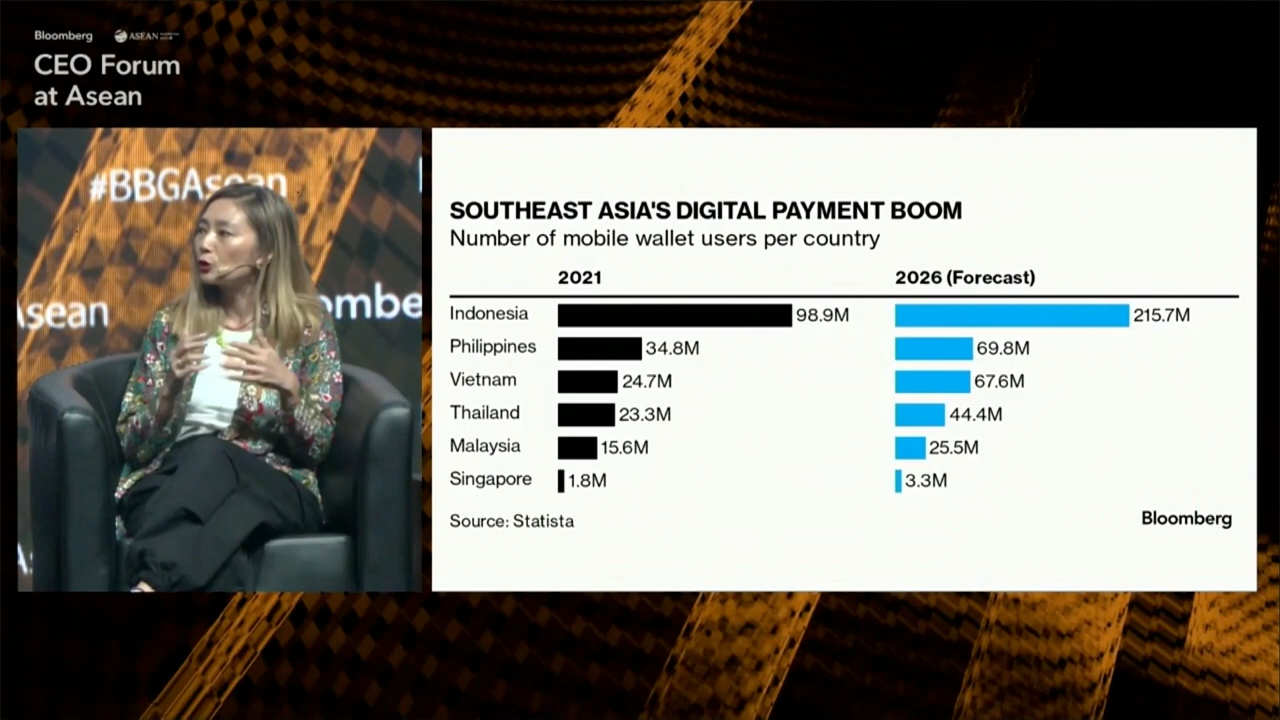 Bloomberg ASEAN
CEO Forum
at Asean
#BBGAsean
SOUTHEAST ASIA'S DIGITAL PAYMENT BOOM
Number of mobile wallet users per country
2021 2026 (Forecast)
Indonesia 98.9M 215.7M
Philippines 34.8M 69.8M
Vietnam 24.7M 67.6M
Thailand 23.3M 44.4M
Malaysia 15.6M 25.5M
Singapore 1.8M 3.3M
Source: Statista
Bloomberg